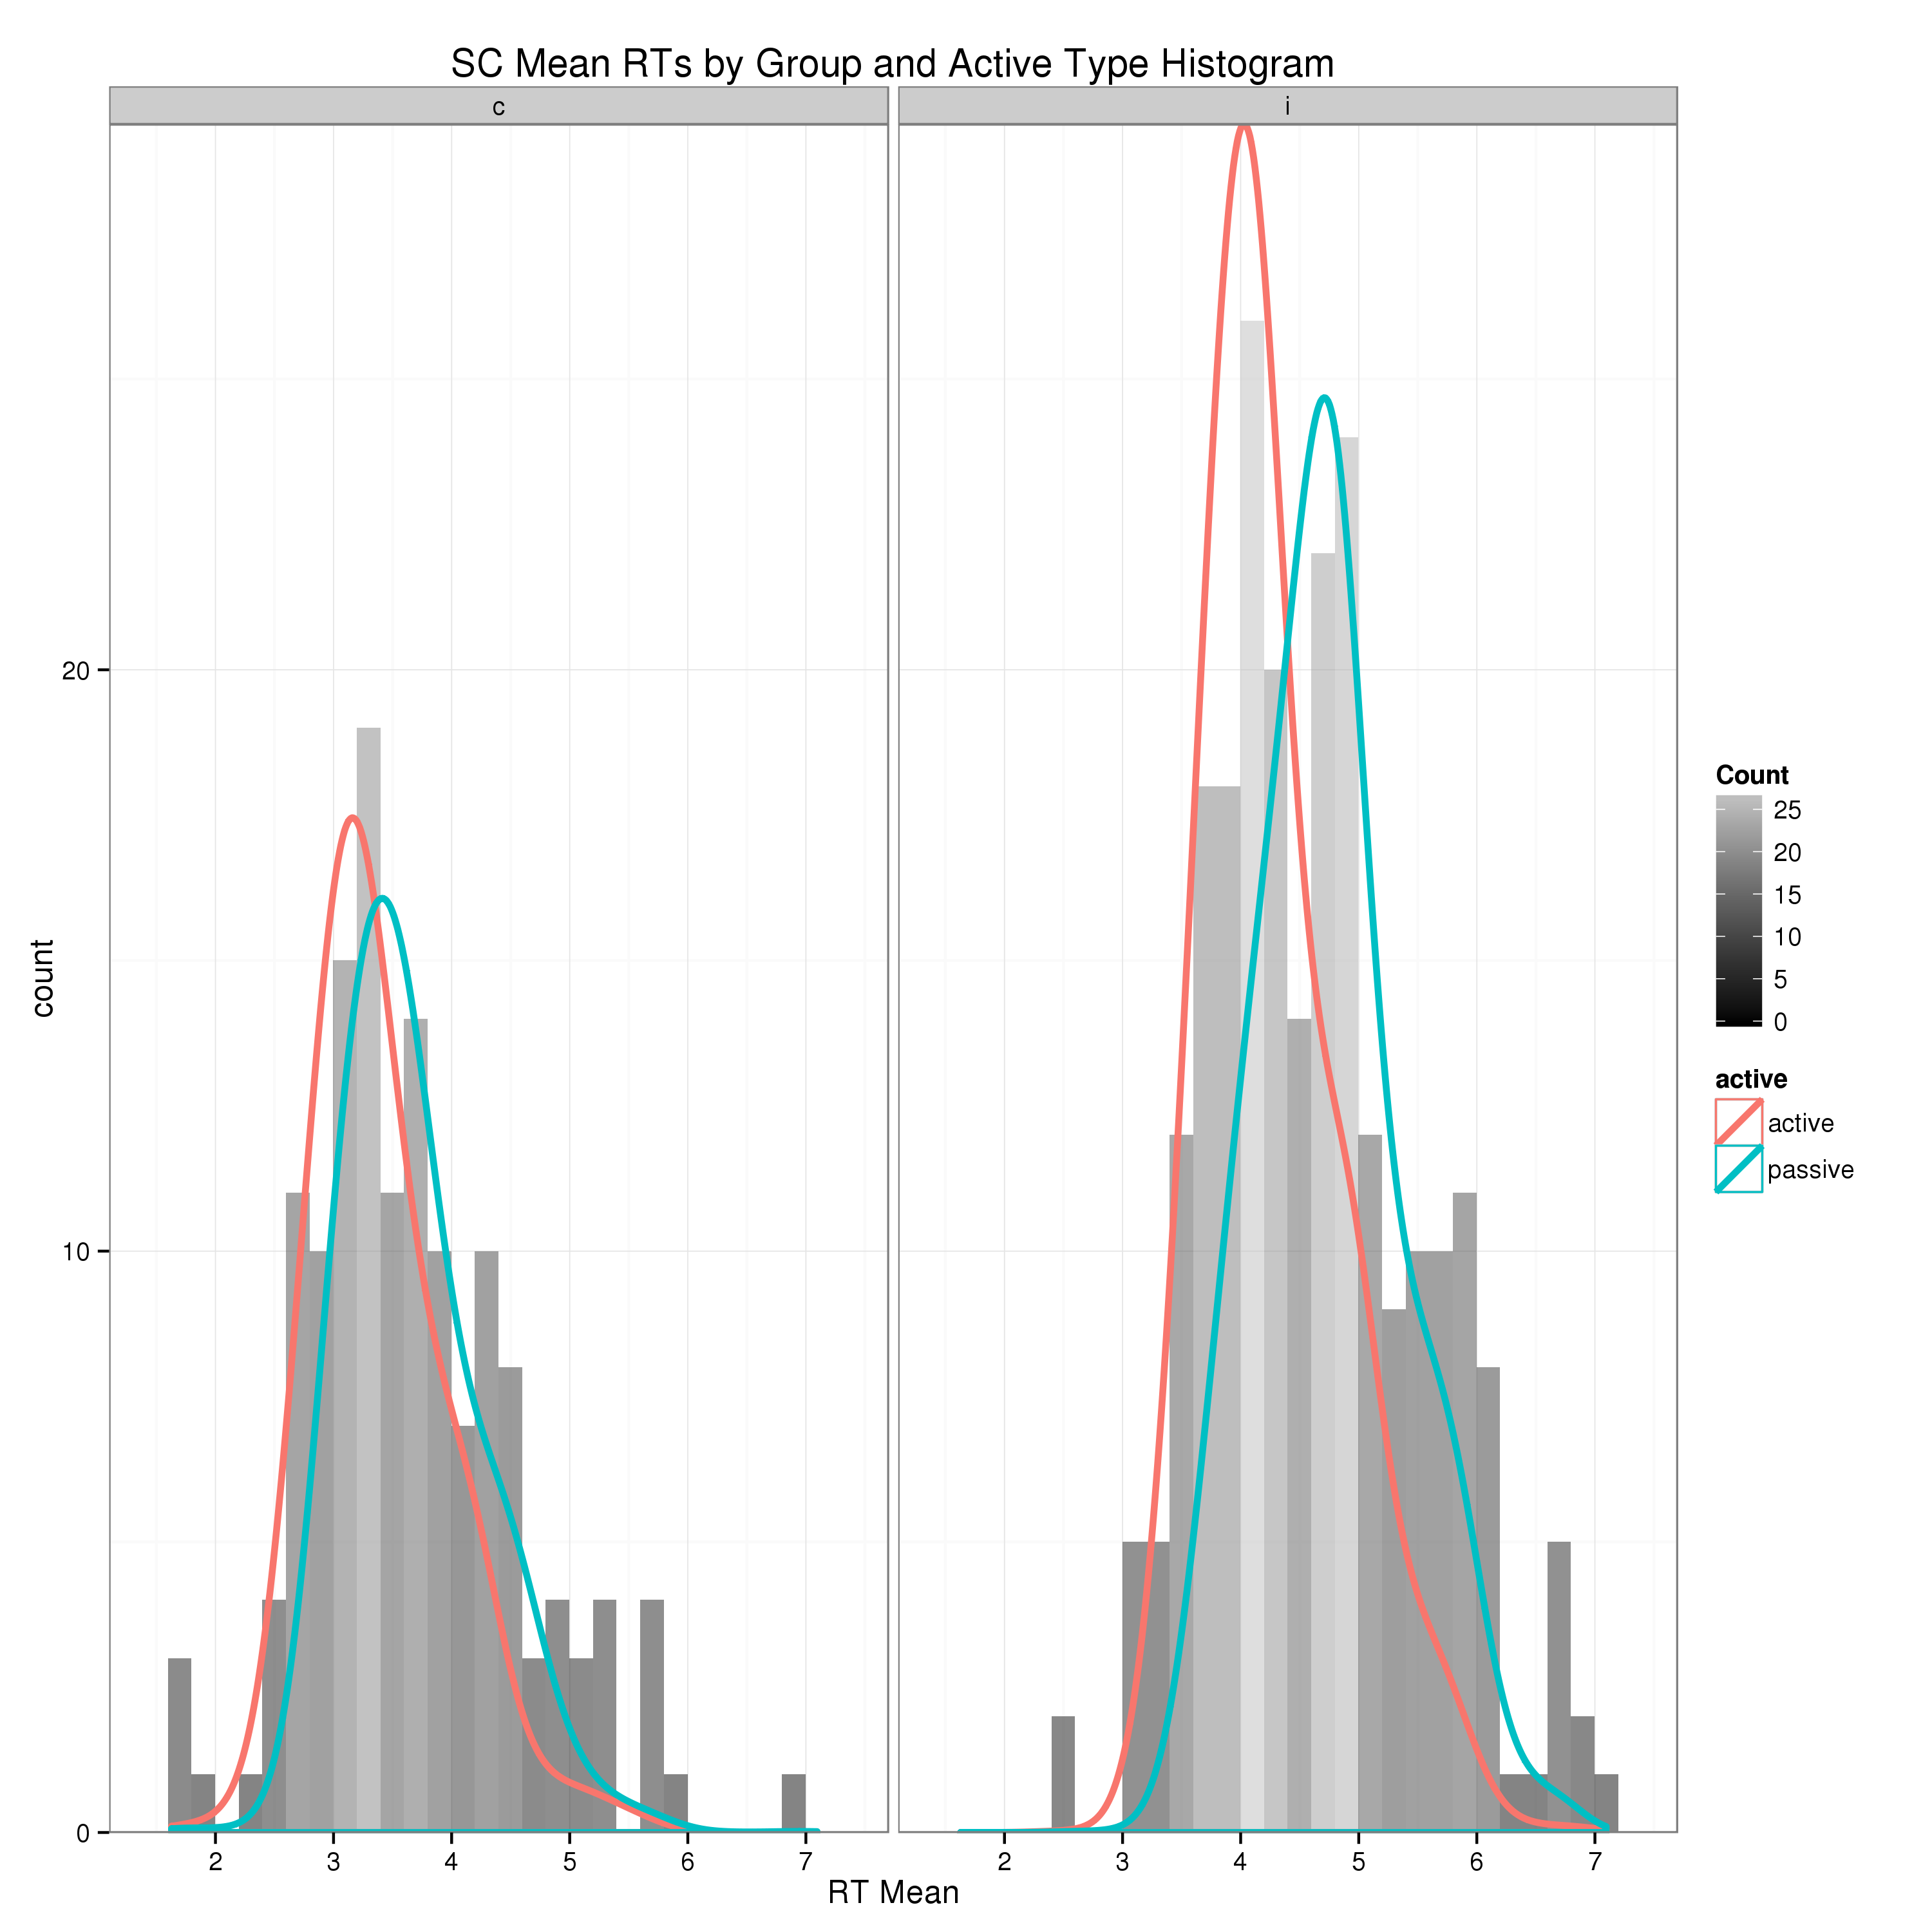 SC Mean RTs by Group and Active Type Histogram
c
i
20
10
0
count
2 3 4 5 6 7
2 3 4 5 6 7
RT Mean
Count
25
20
15
10
5
0
active
active
passive